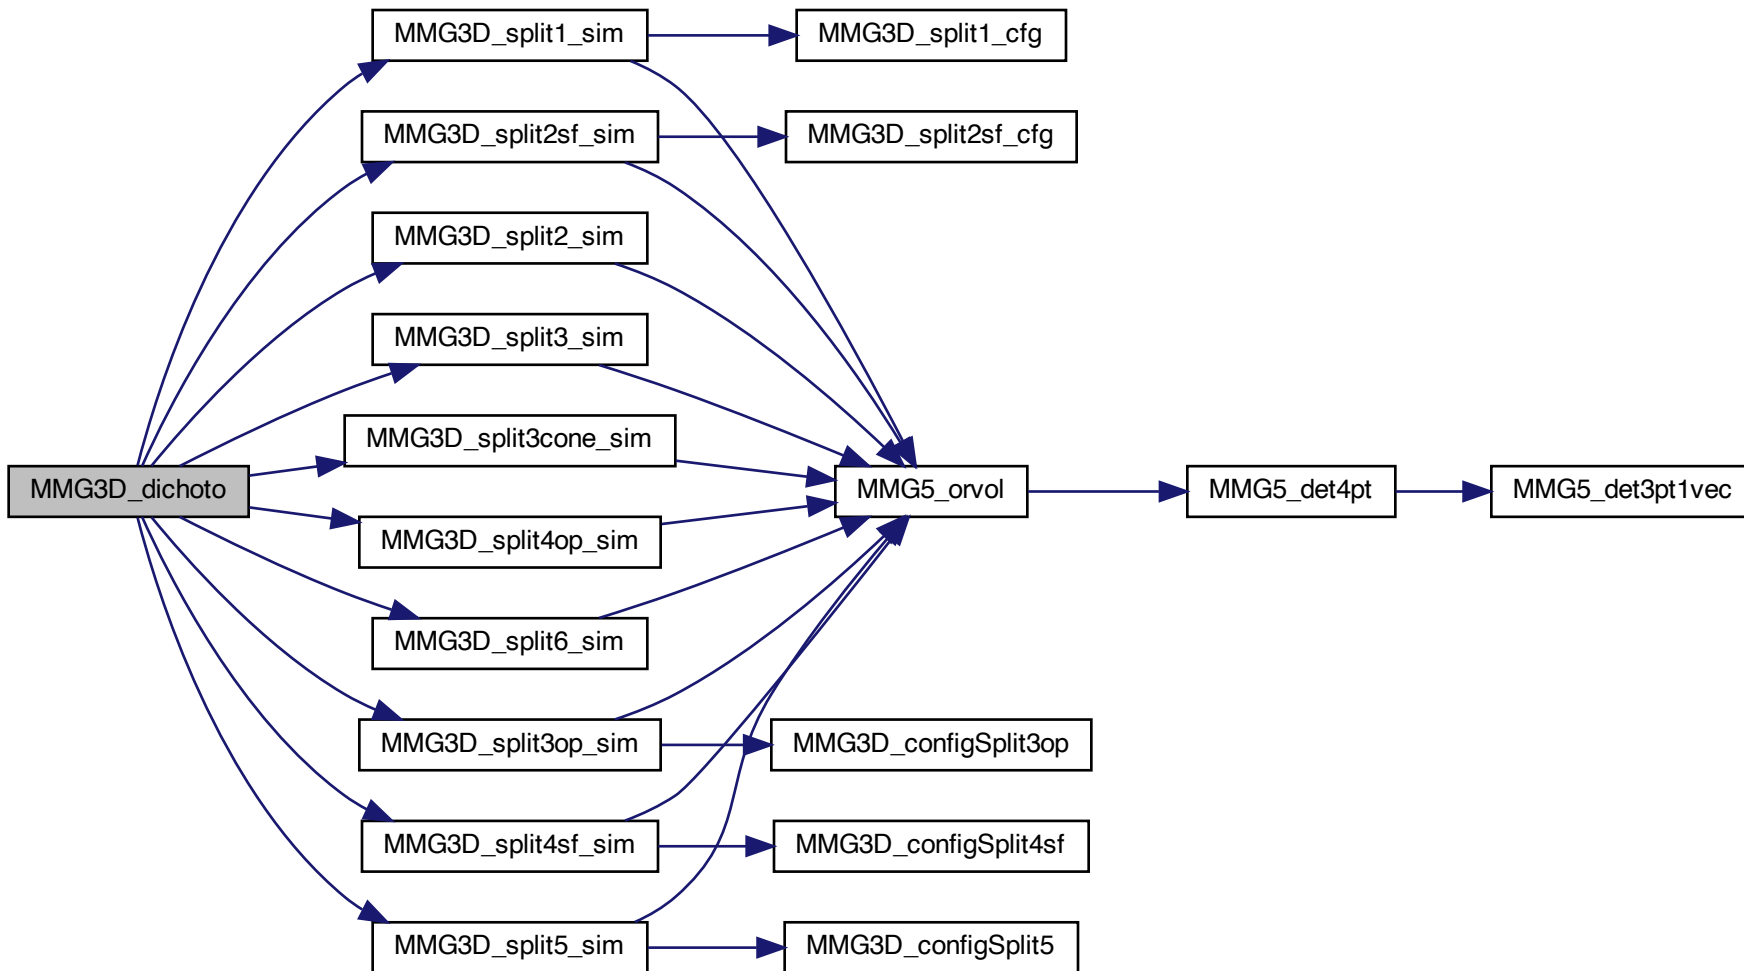 MMG3D_split1_sim
MMG3D_split1_cfg
MMG3D_split2sf_sim
MMG3D_split2sf_cfg
MMG3D_split2_sim
MMG3D_split3_sim
MMG3D_split3cone_sim
MMG3D_dichoto
MMG5_orvol
MMG5_det4pt
MMG5_det3pt1vec
MMG3D_split4op_sim
MMG3D_split6_sim
MMG3D_split3op_sim
MMG3D_configSplit3op
MMG3D_split4sf_sim
MMG3D_configSplit4sf
MMG3D_split5_sim
MMG3D_configSplit5